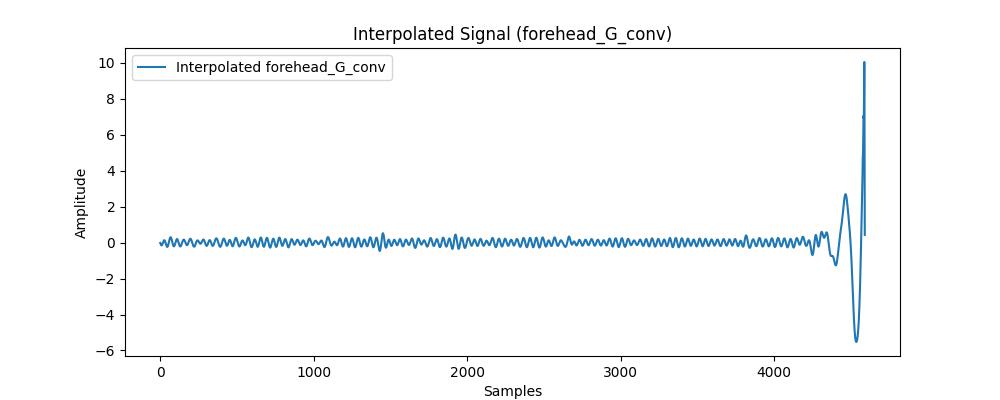 Interpolated Signal (forehead_G_conv)
Interpolated forehead_G_conv
10
8
6
4
2
0
−2
−4
−6
Amplitude
0 1000 2000 3000 4000
Samples